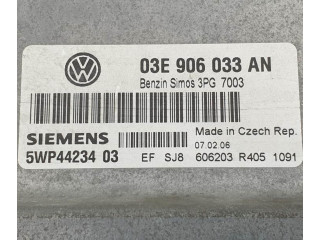 03E 906 033 AN
Benzin Simos 3PG 7003
SIEMENS
Made in Czech Rep.
07.02.06
5WP44234 03
EF SJ8 606203 R405 1091